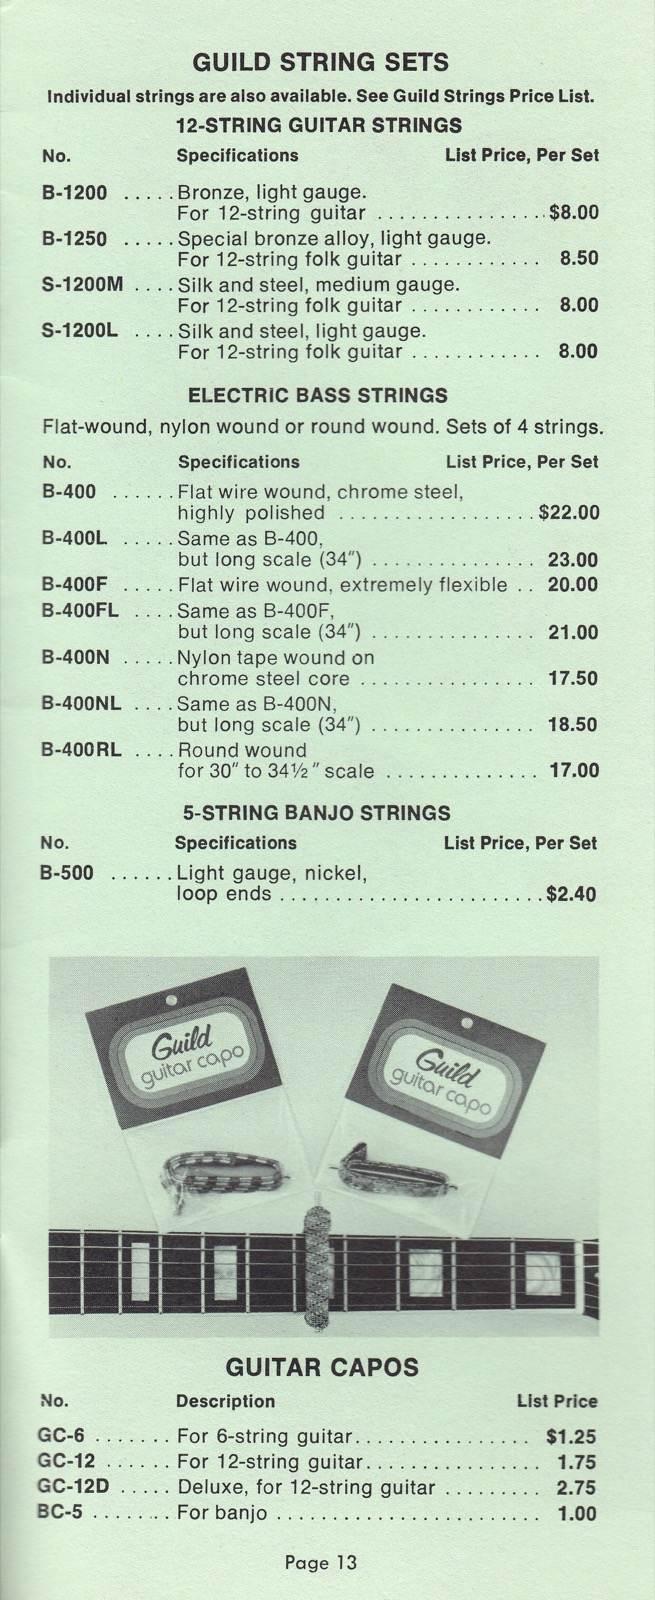 GUILD STRING SETS
Individual strings are also available. See Guild Strings Price List.
12-STRING GUITAR STRINGS
No. Specifications List Price, Per Set
B-1200 ..... Bronze, light gauge.
For 12-string guitar ................ $8.00
B-1250 ..... Special bronze alloy, light gauge.
For 12-string folk guitar ............ 8.50
S-1200M .... Silk and steel, medium gauge.
For 12-string folk guitar ............ 8.00
S-1200L .... Silk and steel, light gauge.
For 12-string folk guitar ............ 8.00
ELECTRIC BASS STRINGS
Flat-wound, nylon wound or round wound. Sets of 4 strings.
No. Specifications List Price, Per Set
B-400 ...... Flat wire wound, chrome steel,
highly polished .................. $22.00
B-400L ..... Same as B-400,
but long scale (34") ............... 23.00
B-400F ..... Flat wire wound, extremely flexible .. 20.00
B-400FL .... Same as B-400F,
but long scale (34") ............... 21.00
B-400N ..... Nylon tape wound on
chrome steel core ................ 17.50
B-400NL .... Same as B-400N,
but long scale (34") ............... 18.50
B-400RL .... Round wound
for 30" to 34½" scale .............. 17.00
5-STRING BANJO STRINGS
No. Specifications List Price, Per Set
B-500 ...... Light gauge, nickel,
loop ends ........................ $2.40
Guild
guitar capo
Guild
guitar capo
GUITAR CAPOS
No. Description List Price
GC-6 ....... For 6-string guitar................ $1.25
GC-12 ...... For 12-string guitar............... 1.75
GC-12D ..... Deluxe, for 12-string guitar ......... 2.75
BC-5 ........ For banjo ........................ 1.00
Page 13